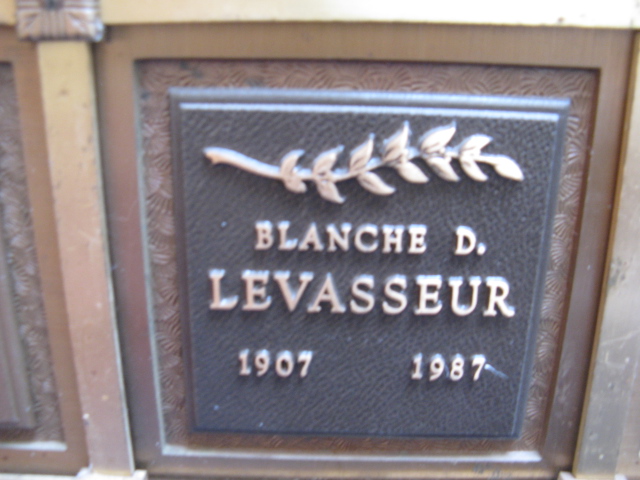 BLANCHE D.
LEVASSEUR
1907 1987